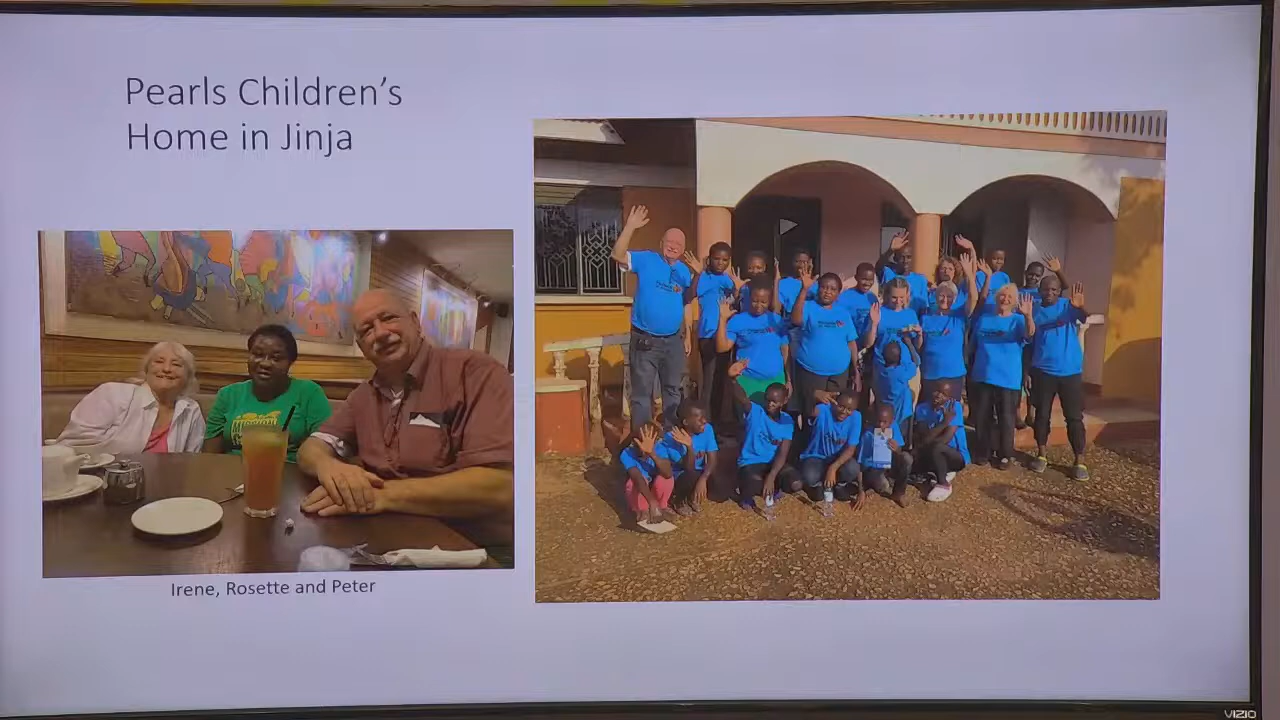 Pearls Children's
Home in Jinja
Irene, Rosette and Peter
VIZIO